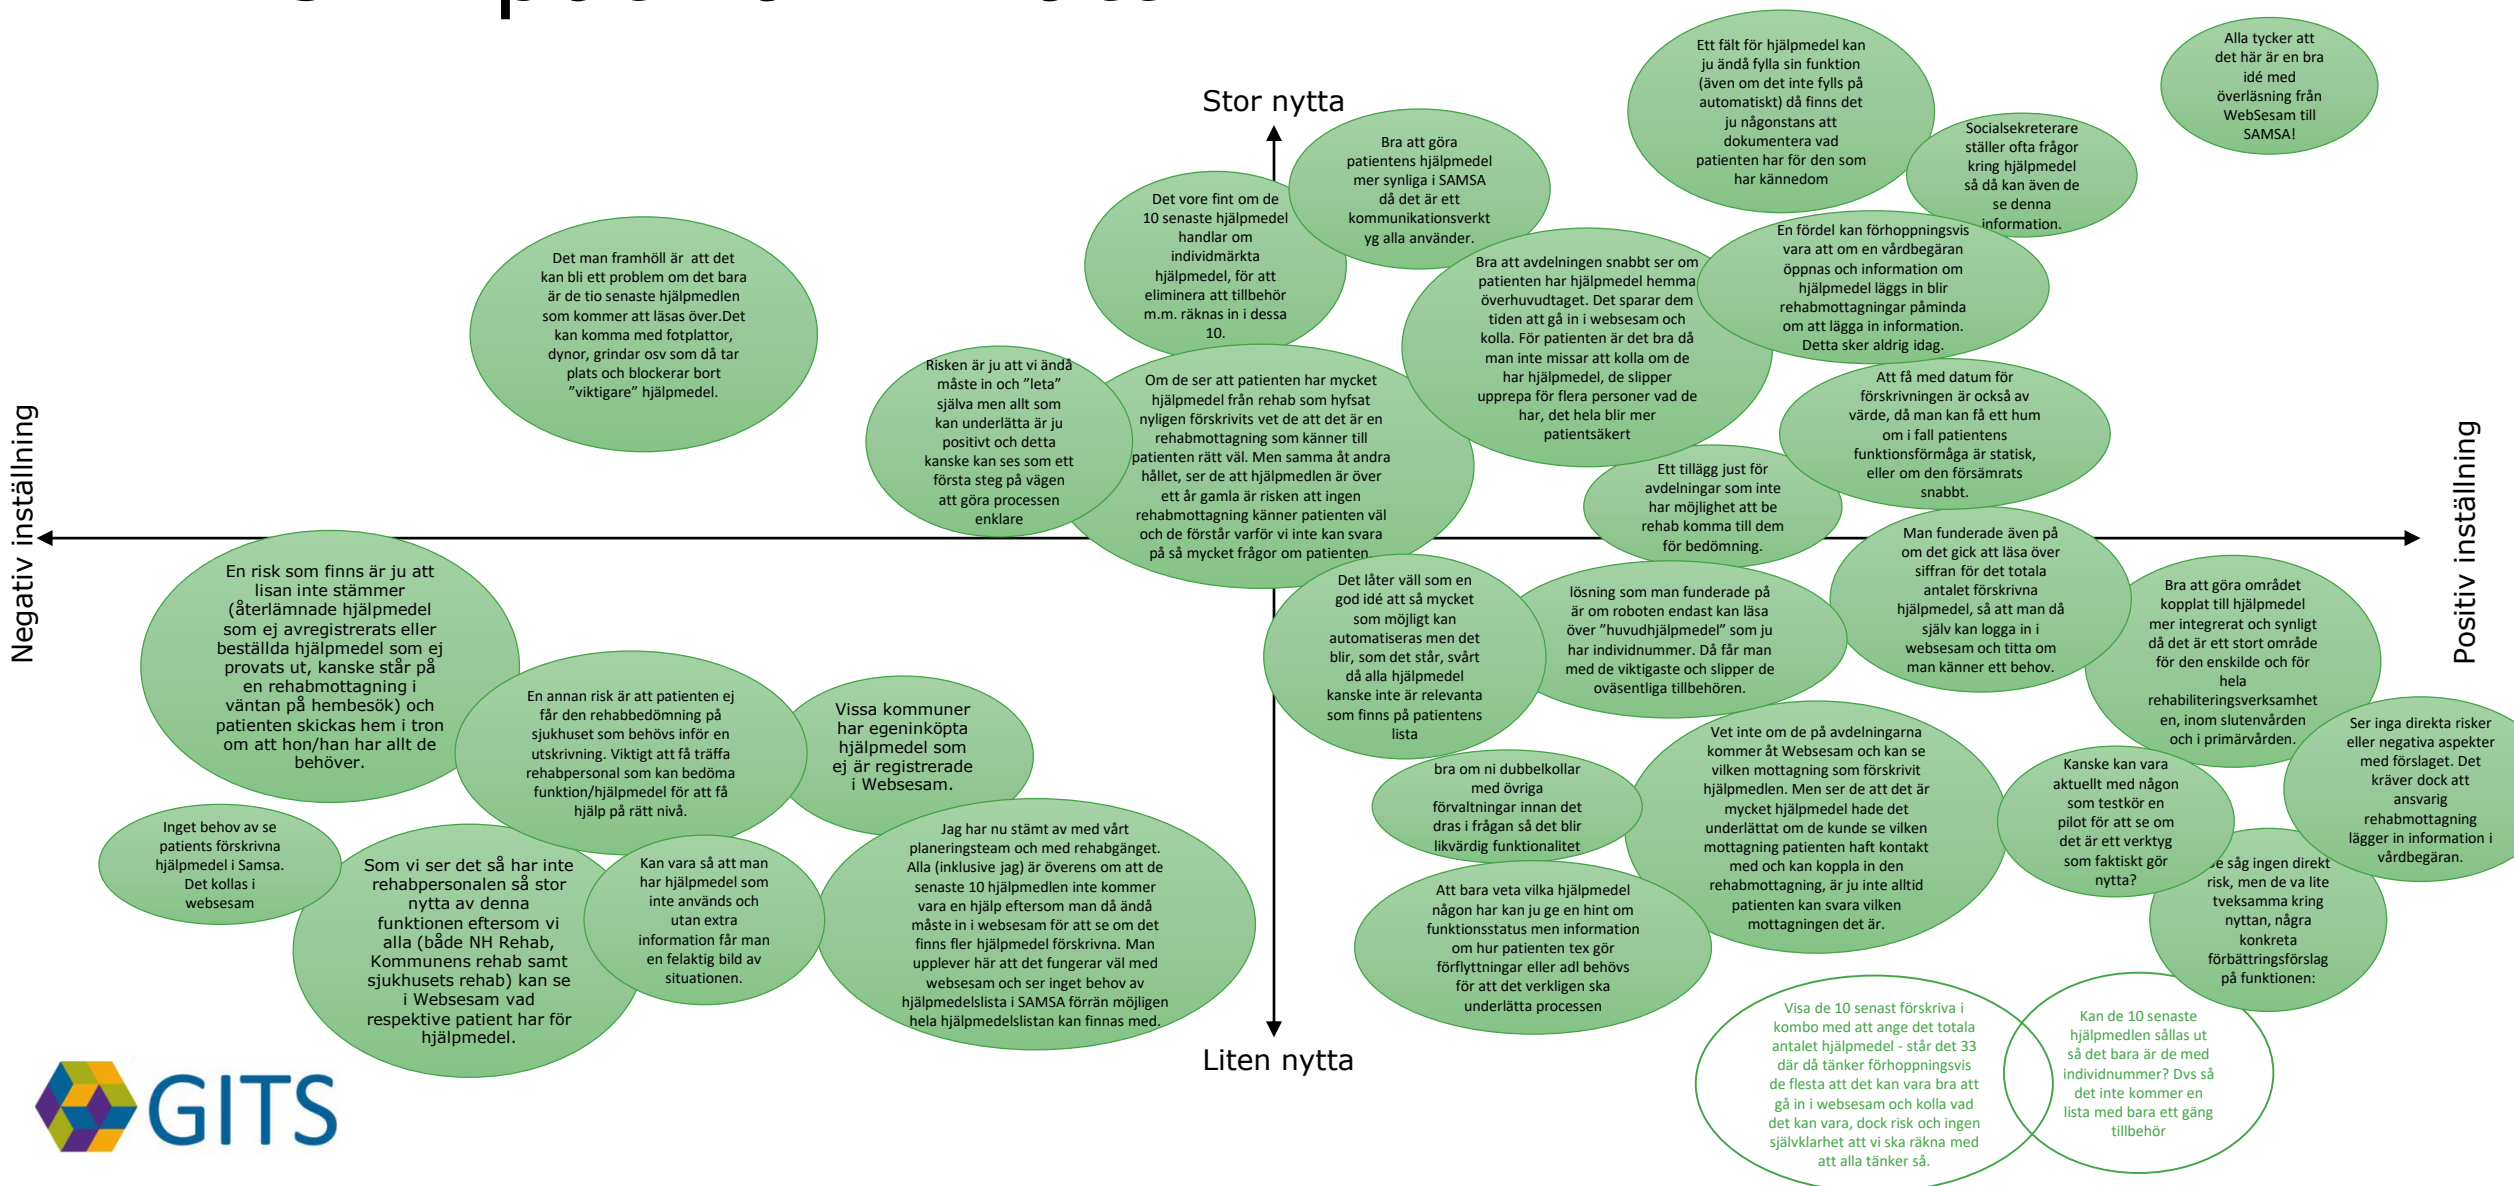 Stor nytta
Ett fält för hjälpmedel kan
ju ändå fylla sin funktion
(även om det inte fylls på
automatiskt) då finns det
ju någonstans att
dokumentera vad
patienten har för den som
har kännedom
Alla tycker att
det här är en bra
idé med
överläsning från
WebSesam till
SAMSA!
Socialsekreterare
ställer ofta frågor
kring hjälpmedel
så då kan även de
se denna
information.
Bra att göra
patientens hjälpmedel
mer synliga i SAMSA
då det är ett
kommunikationsverkt
yg alla använder.
Det vore fint om de
10 senaste hjälpmedel
handlar om
individmärkta
hjälpmedel, för att
eliminera att tillbehör
m.m. räknas in i dessa
10.
Det man framhöll är  att det
kan bli ett problem om det bara
är de tio senaste hjälpmedlen
som kommer att läsas över.Det
kan komma med fotplattor,
dynor, grindar osv som då tar
plats och blockerar bort
”viktigare” hjälpmedel.
Bra att avdelningen snabbt ser om
patienten har hjälpmedel hemma
överhuvudtaget. Det sparar dem
tiden att gå in i websesam och
kolla. För patienten är det bra då
man inte missar att kolla om de
har hjälpmedel, de slipper
upprepa för flera personer vad de
har, det hela blir mer
patientsäkert
En fördel kan förhoppningsvis
vara att om en vårdbegäran
öppnas och information om
hjälpmedel läggs in blir
rehabmottagningar påminda
om att lägga in information.
Detta sker aldrig idag.
Risken är ju att vi ändå
måste in och ”leta”
själva men allt som
kan underlätta är ju
positivt och detta
kanske kan ses som ett
första steg på vägen
att göra processen
enklare
Om de ser att patienten har mycket
hjälpmedel från rehab som hyfsat
nyligen förskrivits vet de att det är en
rehabmottagning som känner till
patienten rätt väl. Men samma åt andra
hållet, ser de att hjälpmedlen är över
ett år gamla är risken att ingen
rehabmottagning känner patienten väl
och de förstår varför vi inte kan svara
på så mycket frågor om patienten
Att få med datum för
förskrivningen är också av
värde, då man kan få ett hum
om i fall patientens
funktionsförmåga är statisk,
eller om den försämrats
snabbt.
Ett tillägg just för
avdelningar som inte
har möjlighet att be
rehab komma till dem
för bedömning.
Negativ inställning
Positiv inställning
En risk som finns är ju att
lisan inte stämmer
(återlämnade hjälpmedel
som ej avregistrerats eller
beställda hjälpmedel som ej
provats ut, kanske står på
en rehabmottagning i
väntan på hembesök) och
patienten skickas hem i tron
om att hon/han har allt de
behöver.
Det låter väll som en
god idé att så mycket
som möjligt kan
automatiseras men det
blir, som det står, svårt
då alla hjälpmedel
kanske inte är relevanta
som finns på patientens
lista
lösning som man funderade på
är om roboten endast kan läsa
över ”huvudhjälpmedel” som ju
har individnummer. Då får man
med de viktigaste och slipper de
oväsentliga tillbehören.
Man funderade även på
om det gick att läsa över
siffran för det totala
antalet förskrivna
hjälpmedel, så att man då
själv kan logga in i
websesam och titta om
man känner ett behov.
Bra att göra området
kopplat till hjälpmedel
mer integrerat och synligt
då det är ett stort område
för den enskilde och för
hela
rehabiliteringsverksamhet
en, inom slutenvården
och i primärvården.
En annan risk är att patienten ej
får den rehabbedömning på
sjukhuset som behövs inför en
utskrivning. Viktigt att få träffa
rehabpersonal som kan bedöma
funktion/hjälpmedel för att få
hjälp på rätt nivå.
Vissa kommuner
har egeninköpta
hjälpmedel som
ej är registrerade
i Websesam.
Ser inga direkta risker
eller negativa aspekter
med förslaget. Det
kräver dock att
ansvarig
rehabmottagning
lägger in information i
vårdbegäran.
Vet inte om de på avdelningarna
kommer åt Websesam och kan se
vilken mottagning som förskrivit
hjälpmedlen. Men ser de att det är
mycket hjälpmedel hade det
underlättat om de kunde se vilken
mottagning patienten haft kontakt
med och kan koppla in den
rehabmottagning, är ju inte alltid
patienten kan svara vilken
mottagningen det är.
bra om ni dubbelkollar
med övriga
förvaltningar innan det
dras i frågan så det blir
likvärdig funktionalitet
Kanske kan vara
aktuellt med någon
som testkör en
pilot för att se om
det är ett verktyg
som faktiskt gör
nytta?
Inget behov av se
patients förskrivna
hjälpmedel i Samsa.
Det kollas i
websesam
Som vi ser det så har inte
rehabpersonalen så stor
nytta av denna
funktionen eftersom vi
alla (både NH Rehab,
Kommunens rehab samt
sjukhusets rehab) kan se
i Websesam vad
respektive patient har för
hjälpmedel.
Kan vara så att man
har hjälpmedel som
inte används och
utan extra
information får man
en felaktig bild av
situationen.
Jag har nu stämt av med vårt
planeringsteam och med rehabgänget.
Alla (inklusive jag) är överens om att de
senaste 10 hjälpmedlen inte kommer
vara en hjälp eftersom man då ändå
måste in i websesam för att se om det
finns fler hjälpmedel förskrivna. Man
upplever här att det fungerar väl med
websesam och ser inget behov av
hjälpmedelslista i SAMSA förrän möjligen
hela hjälpmedelslistan kan finnas med.
Att bara veta vilka hjälpmedel
någon har kan ju ge en hint om
funktionsstatus men information
om hur patienten tex gör
förflyttningar eller adl behövs
för att det verkligen ska
underlätta processen
såg ingen direkt
risk, men de va lite
tveksamma kring
nyttan, några
konkreta
förbättringsförslag
på funktionen:
Liten nytta
Visa de 10 senast förskriva i
kombo med att ange det totala
antalet hjälpmedel - står det 33
där då tänker förhoppningsvis
de flesta att det kan vara bra att
gå in i websesam och kolla vad
det kan vara, dock risk och ingen
självklarhet att vi ska räkna med
att alla tänker så.
Kan de 10 senaste
hjälpmedlen sållas ut
så det bara är de med
individnummer? Dvs så
det inte kommer en
lista med bara ett gäng
tillbehör
GITS